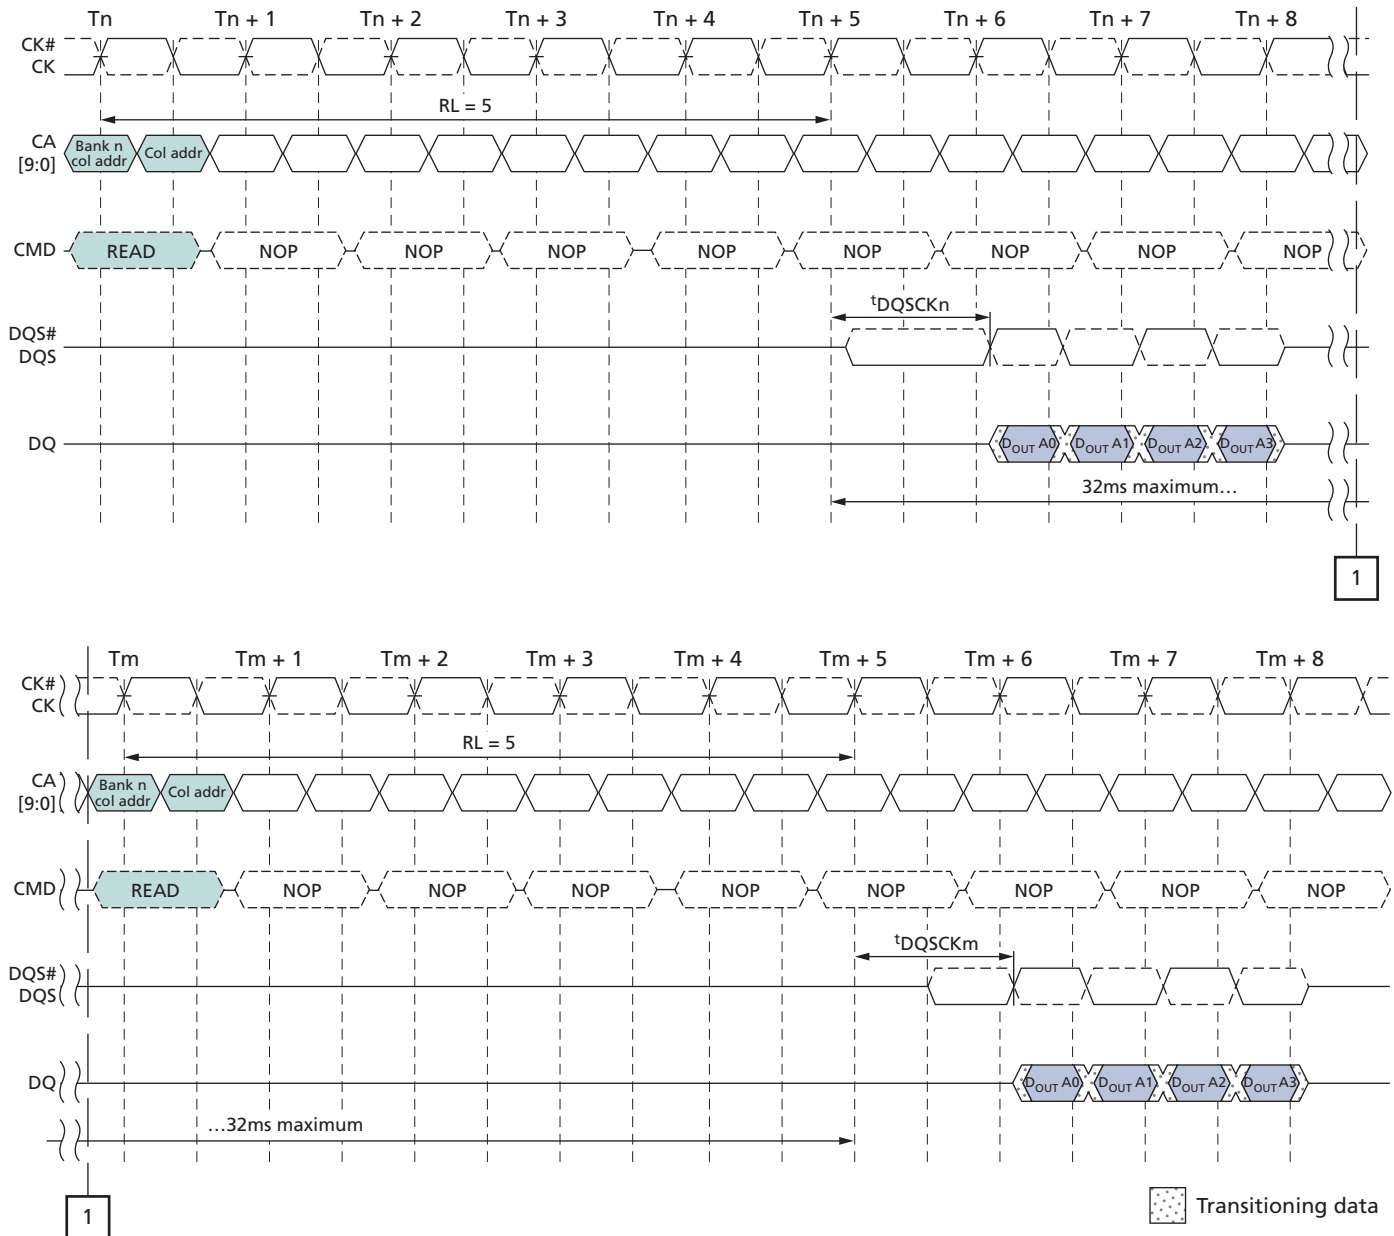 Tn Tn + 1 Tn + 2 Tn + 3 Tn + 4 Tn + 5 Tn + 6 Tn + 7 Tn + 8
CK#
CK
RL = 5
CA
[9:0]
Bank n
col addr
Col addr
CMD READ NOP NOP NOP NOP NOP NOP NOP NOP
tDQSCKn
DQS#
DQS
DQ DOUT A0 DOUT A1 DOUT A2 DOUT A3
32ms maximum…
1
Tm Tm + 1 Tm + 2 Tm + 3 Tm + 4 Tm + 5 Tm + 6 Tm + 7 Tm + 8
CK#
CK
RL = 5
CA
[9:0]
Bank n
col addr
Col addr
CMD READ NOP NOP NOP NOP NOP NOP NOP NOP
tDQSCKm
DQS#
DQS
DQ DOUT A0 DOUT A1 DOUT A2 DOUT A3
…32ms maximum
1
Transitioning data